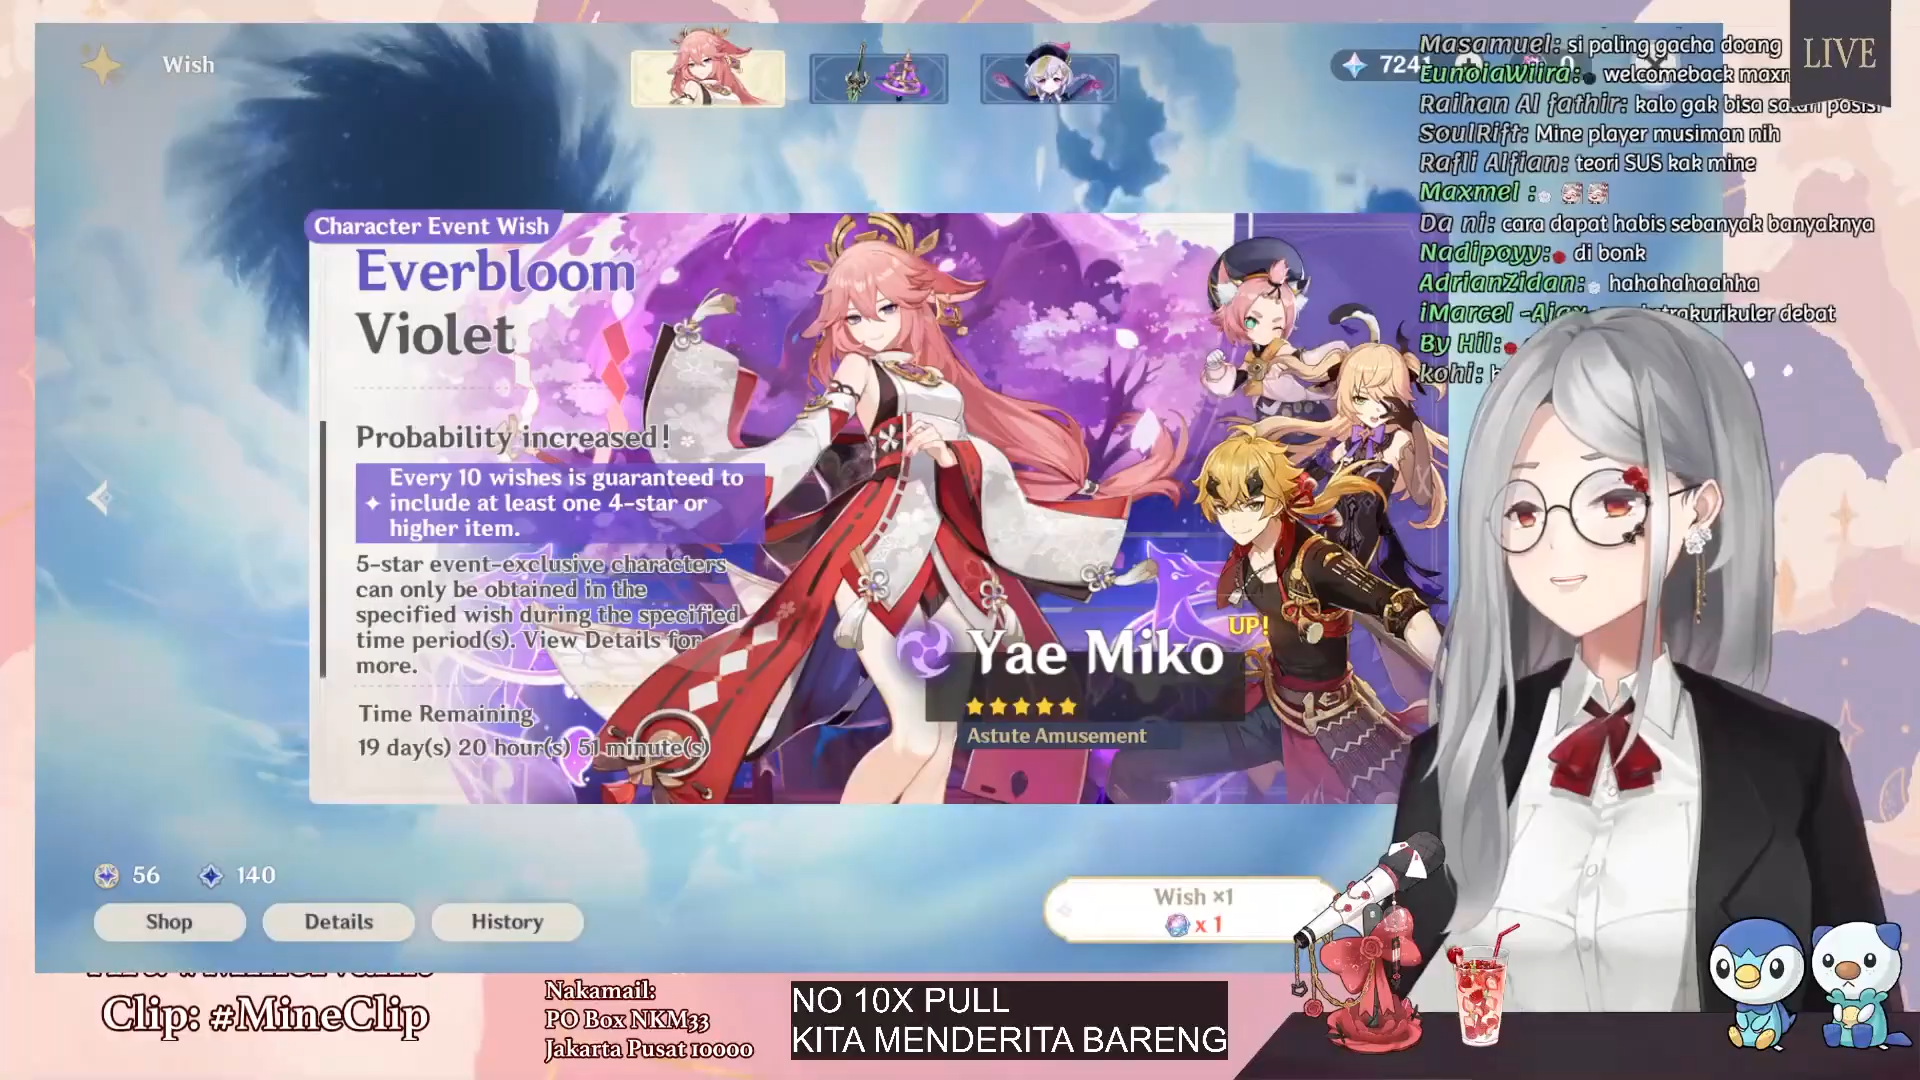 Wish
7241
LIVE
Masamuel: si paling gacha doang
EunoiaWiira: welcomeback maxn
Raihan Al fathir: kalo gak bisa salah posisi
SoulRift: Mine player musiman nih
Rafli Alfian: teori SUS kak mine
Maxmel :
Da ni: cara dapat habis sebanyak banyaknya
Nadipoyy: di bonk
AdrianZidan: hahahahaahha
iMarcel debat
By Hil:
kohi:
Character Event Wish
Everbloom
Violet
Probability increased!
Every 10 wishes is guaranteed to
include at least one 4-star or
higher item.
5-star event-exclusive characters
can only be obtained in the
specified wish during the specified
time period(s). View Details for
more.
Time Remaining
19 day(s) 20 hour(s) 51 minute(s)
UP!
Yae Miko
Astute Amusement
56 140
Shop Details History
Wish ×1
x 1
Clip: #MineClip
Nakamail:
PO Box NKM33
Jakarta Pusat 10000
NO 10X PULL
KITA MENDERITA BARENG